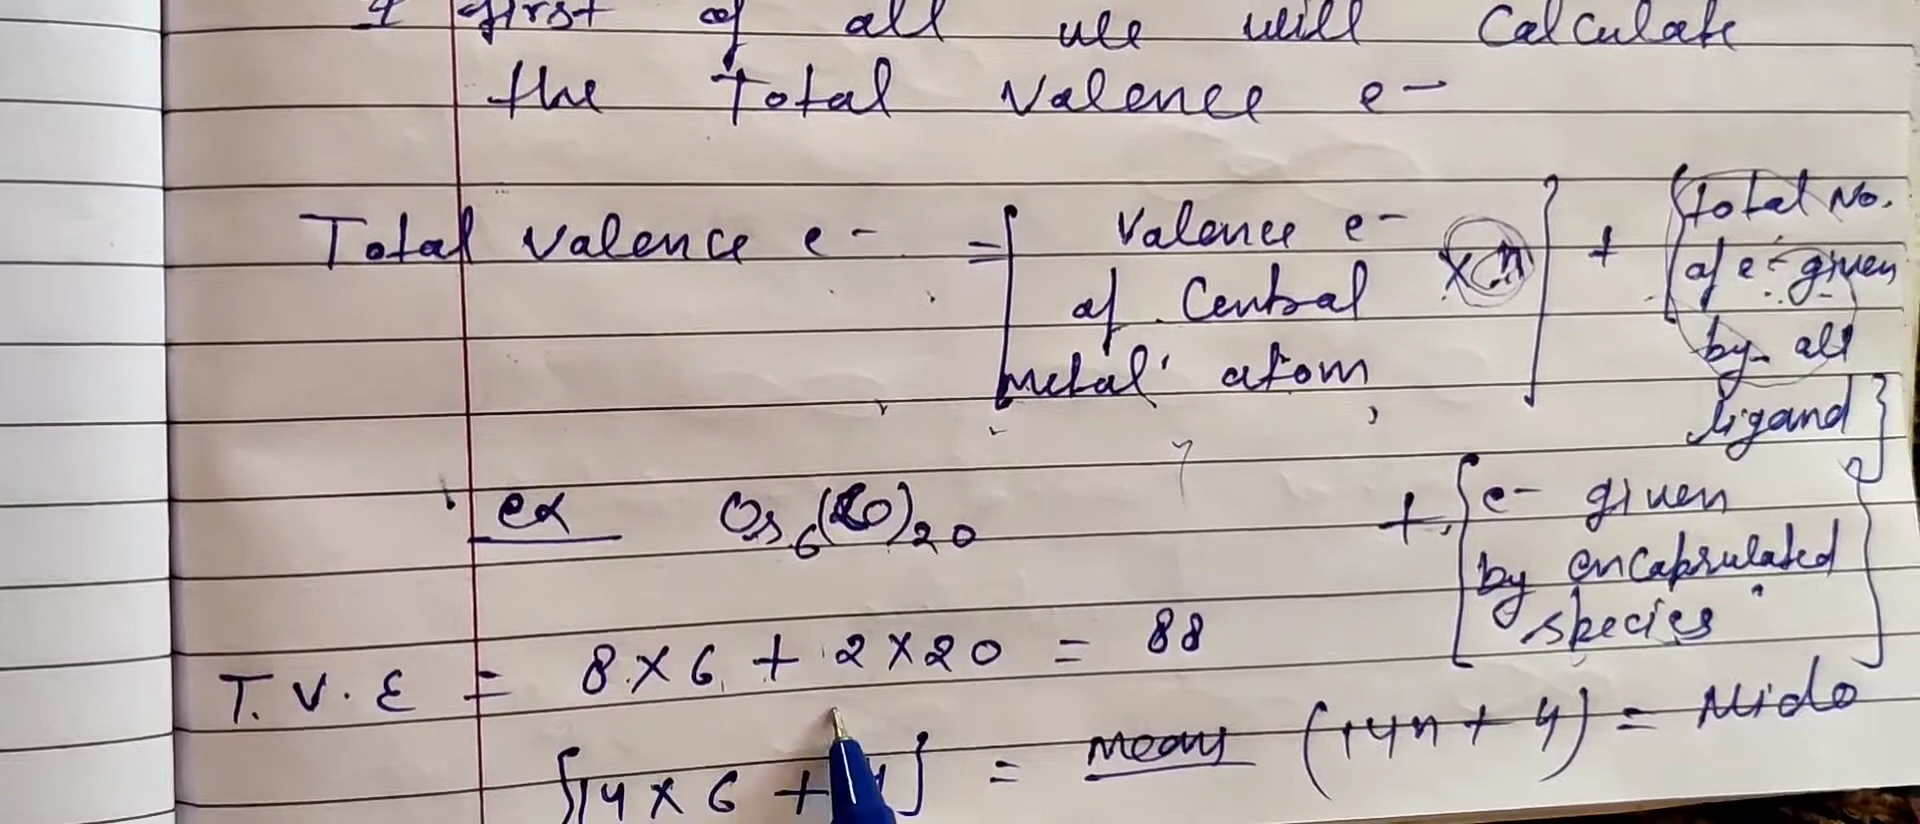 first of all we will Calculate
the Total Valence e-
Total Valence e- = [Valence e- of Central metal atom × n] + [total No. of e- given by all ligand]
+ [e- given by encapsulated species]
ex Os6(CO)20
T.V.E = 8×6 + 2×20 = 88
[14×6 + ] = means (14n+4) = Nido